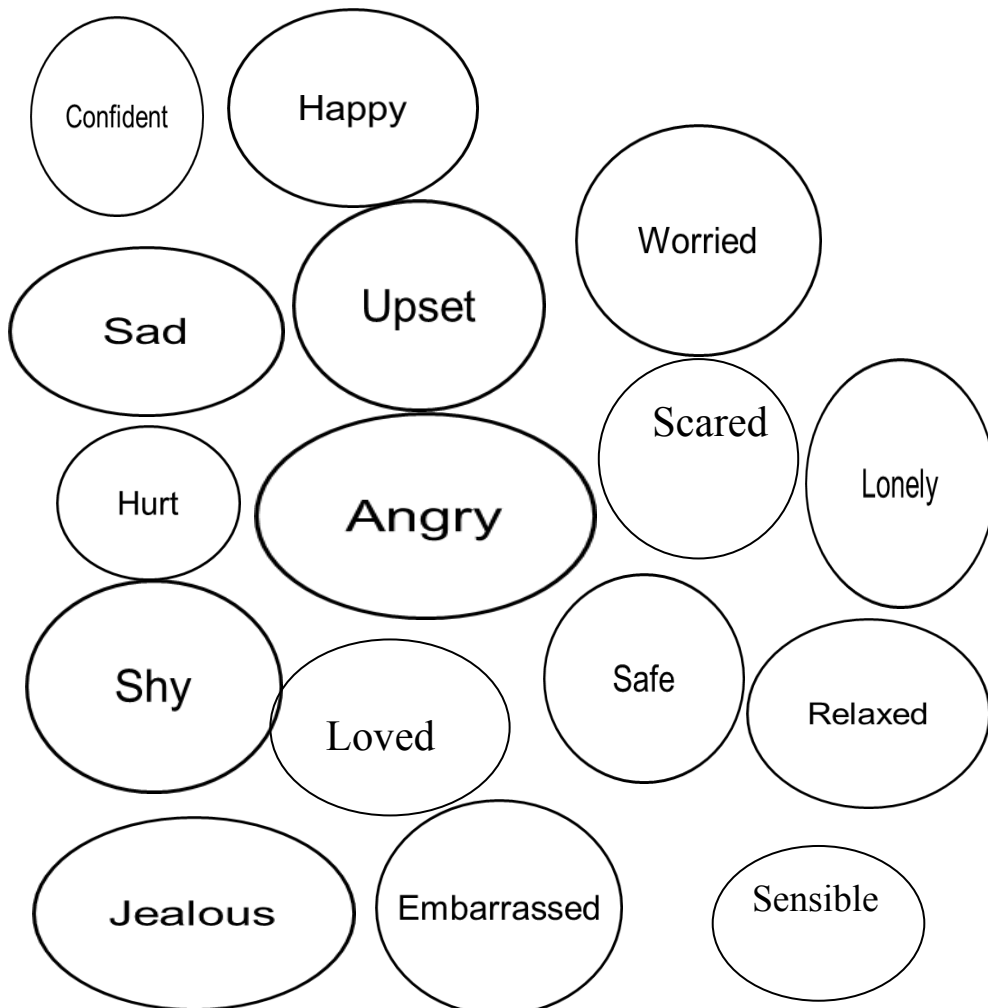 Happy
Confident
Worried
Upset
Sad
Scared
Lonely
Hurt
Angry
Safe
Shy
Relaxed
Loved
Sensible
Embarrassed
Jealous